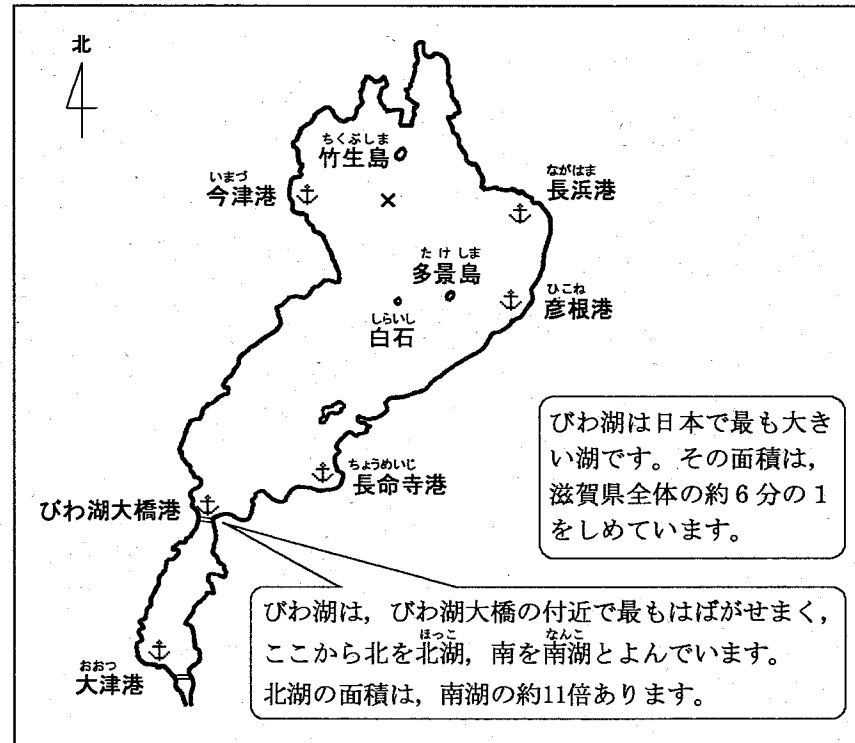 北
ちくぶしま
竹生島
いまづ
今津港
ながはま
長浜港
×
たけしま
多景島
ひこね
彦根港
しらいし
白石
びわ湖は日本で最も大き
い湖です。その面積は,
滋賀県全体の約6分の1
をしめています。
ちょうめいじ
長命寺港
びわ湖大橋港
びわ湖は,びわ湖大橋の付近で最もはばがせまく,
ほっこ なんこ
ここから北を北湖,南を南湖とよんでいます。
北湖の面積は,南湖の約11倍あります。
おおつ
大津港